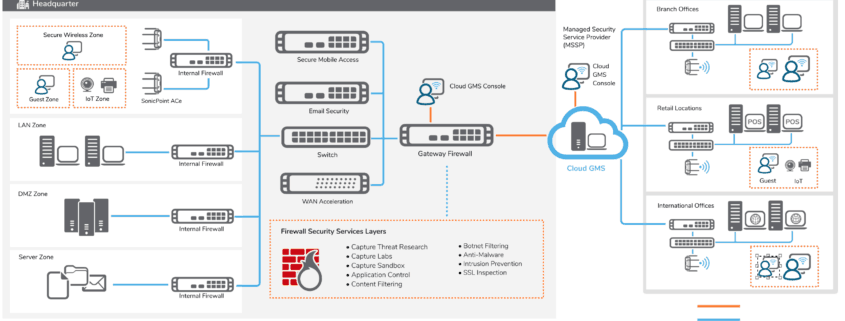 Headquarter
Secure Wireless Zone
Guest Zone
IoT Zone
SonicPoint ACe
Internal Firewall
LAN Zone
Internal Firewall
DMZ Zone
Internal Firewall
Server Zone
Internal Firewall
Secure Mobile Access
Email Security
Switch
WAN Acceleration
Cloud GMS Console
Gateway Firewall
Firewall Security Services Layers
• Capture Threat Research
• Capture Labs
• Capture Sandbox
• Application Control
• Content Filtering
• Botnet Filtering
• Anti-Malware
• Intrusion Prevention
• SSL Inspection
Managed Security
Service Provider
(MSSP)
Cloud
GMS
Console
Cloud GMS
Branch Offices
Retail Locations
POS
POS
Guest
IoT
International Offices